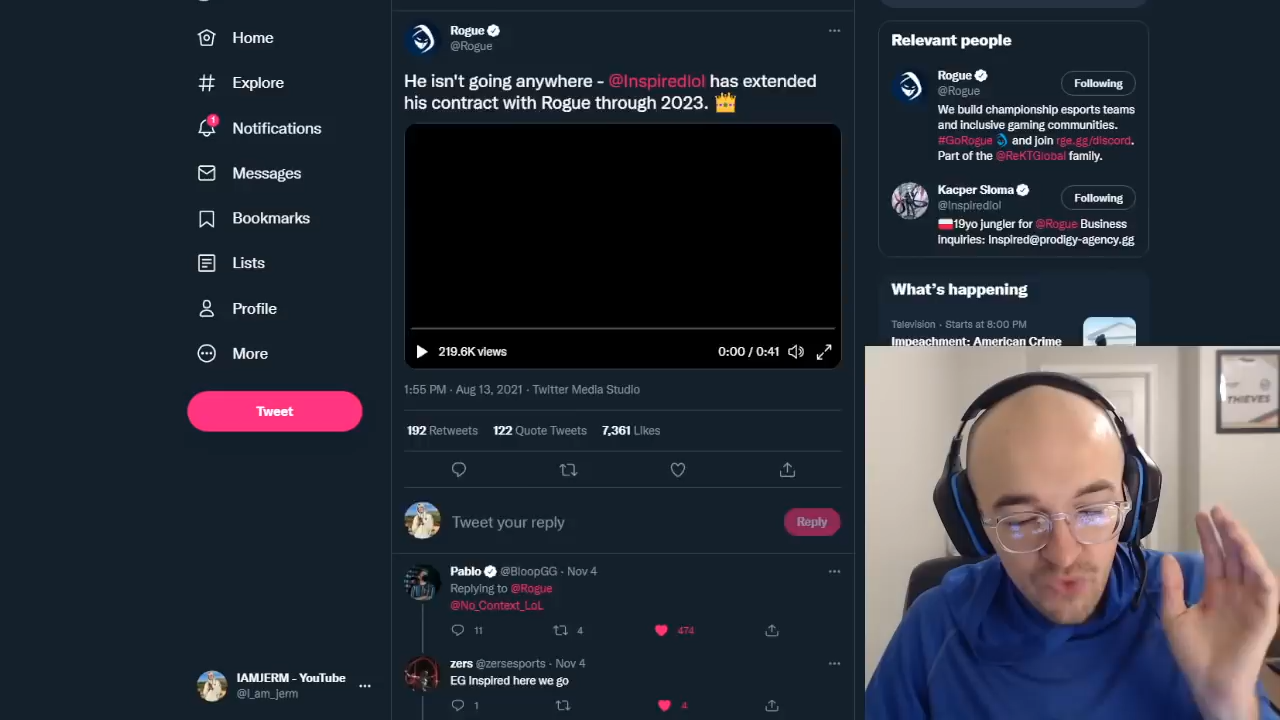 Home
Explore
1
Notifications
Messages
Bookmarks
Lists
Profile
More
Tweet
IAMJERM - YouTube
@I_am_jerm
Rogue
@Rogue
He isn't going anywhere - @Inspiredlol has extended
his contract with Rogue through 2023. 👑
219.6K views
0:00 / 0:41
1:55 PM · Aug 13, 2021 · Twitter Media Studio
192 Retweets 122 Quote Tweets 7,361 Likes
Tweet your reply
Reply
Pablo @BloopGG · Nov 4
Replying to @Rogue
@No_Context_LoL
11 4 474
zers @zersesports · Nov 4
EG Inspired here we go
1 4
Relevant people
Rogue
@Rogue
Following
We build championship esports teams
and inclusive gaming communities.
#GoRogue and join rge.gg/discord.
Part of the @ReKTGlobal family.
Kacper Słoma
@Inspiredlol
Following
🇵🇱19yo jungler for @Rogue Business
Inquiries: Inspired@prodigy-agency.gg
What's happening
Television · Starts at 8:00 PM
Impeachment: American Crime
THIEVES